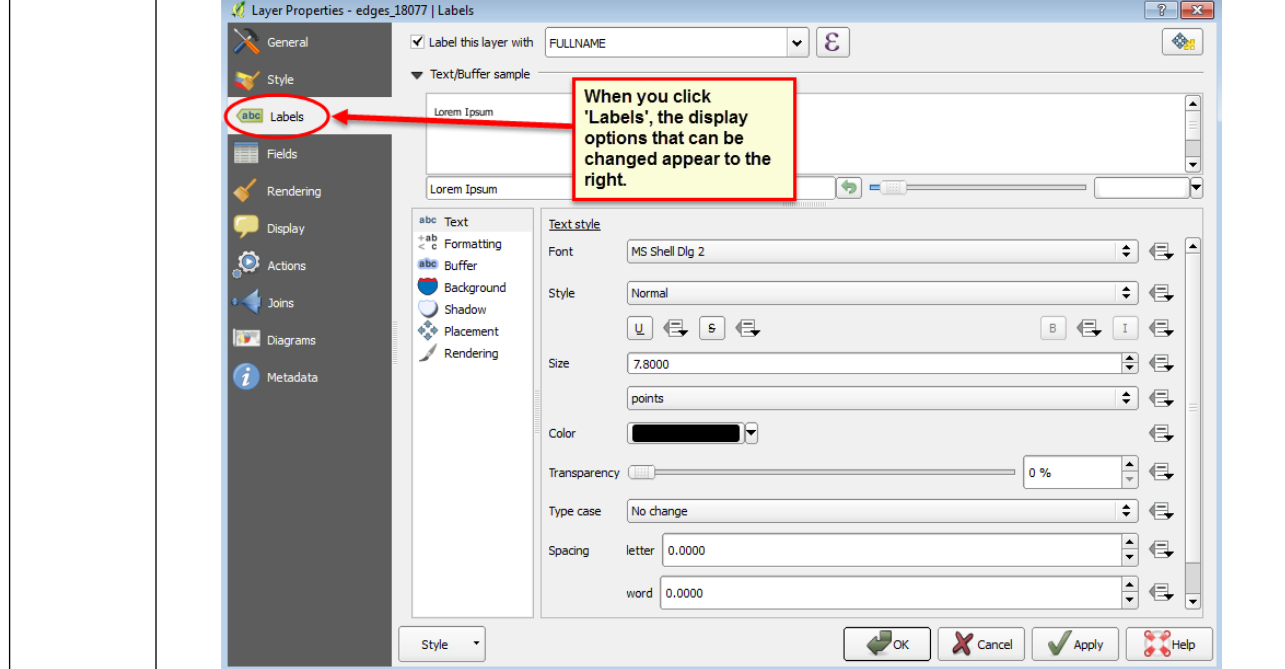 Layer Properties - edges_18077 | Labels
General
Style
abc Labels
Fields
Rendering
Display
Actions
Joins
Diagrams
Metadata
Label this layer with FULLNAME ε
Text/Buffer sample
Lorem Ipsum
When you click
'Labels', the display
options that can be
changed appear to the
right.
Lorem Ipsum
abc Text
+ab < c Formatting
abc Buffer
Background
Shadow
Placement
Rendering
Text style
Font MS Shell Dlg 2
Style Normal
U S B I
Size 7.8000
points
Color
Transparency 0 %
Type case No change
Spacing letter 0.0000
word 0.0000
Style OK Cancel Apply Help